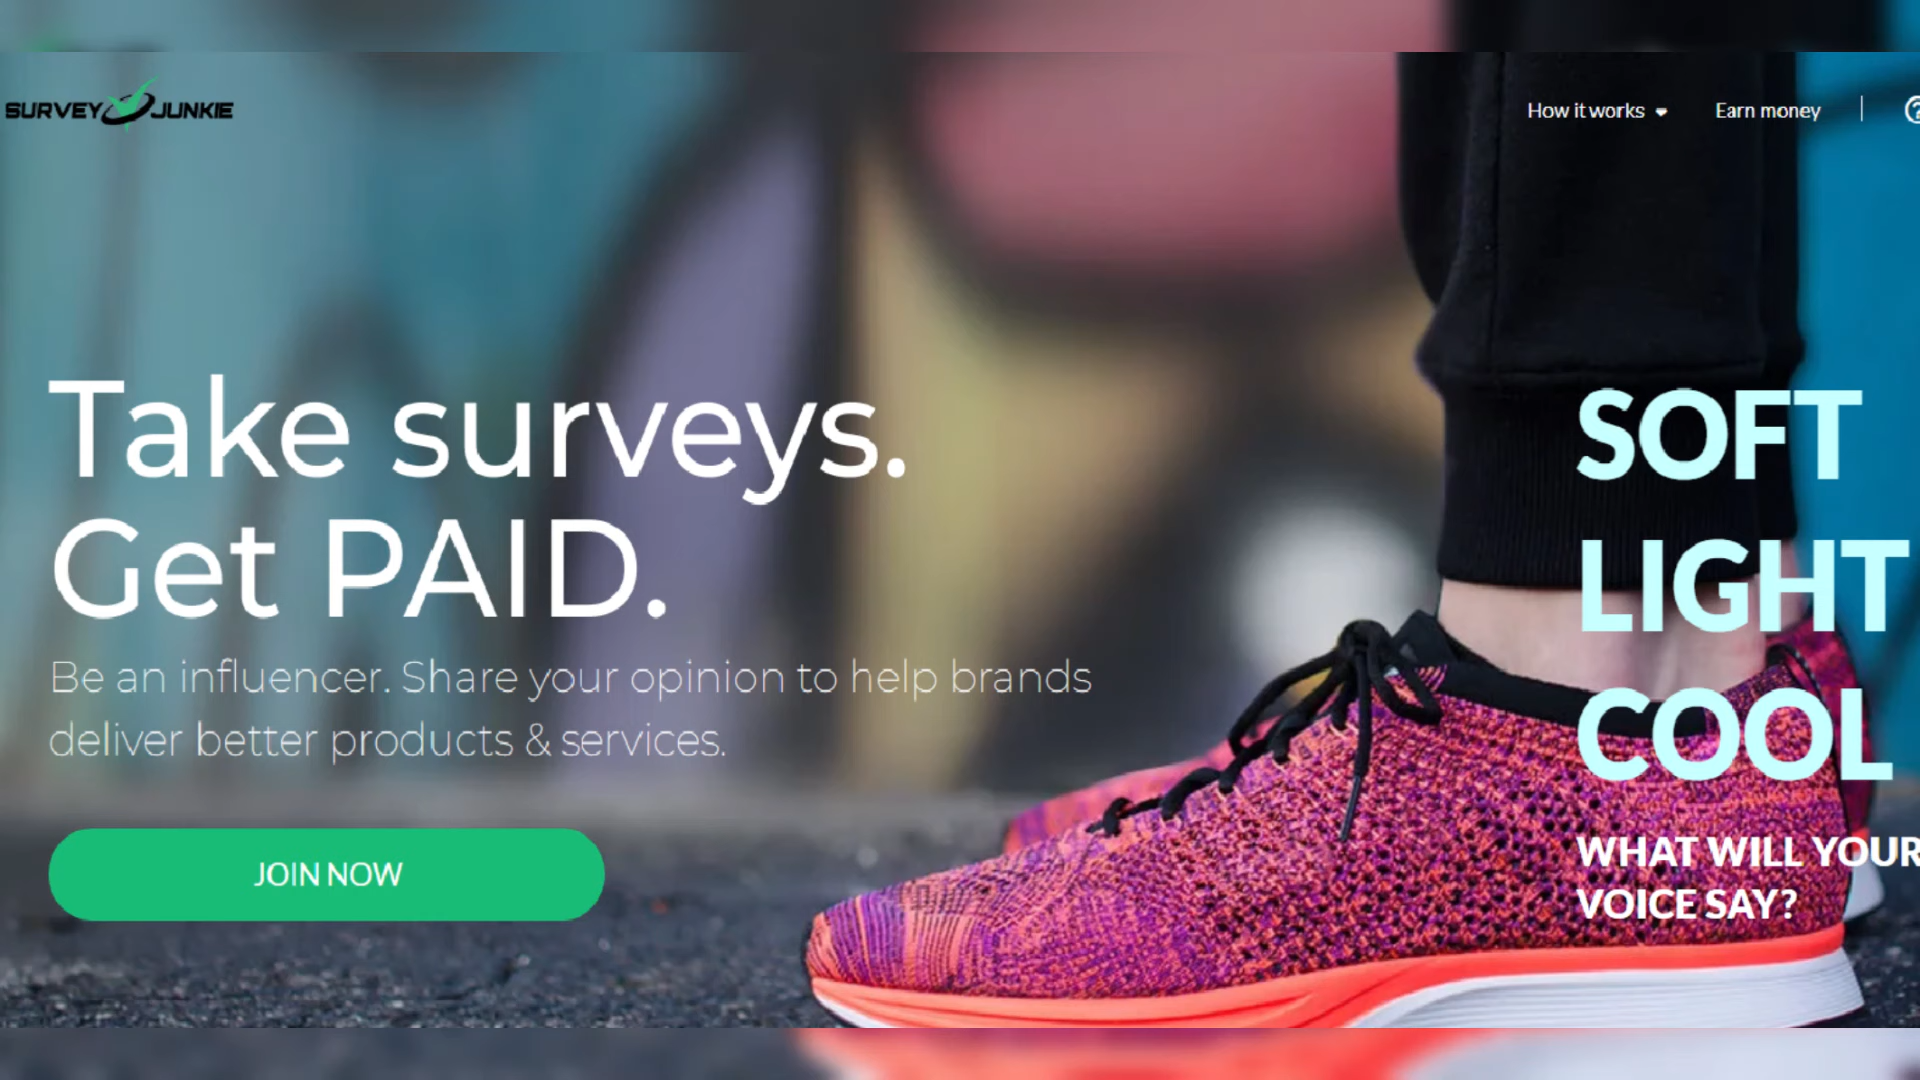 SURVEY JUNKIE
How it works
Earn money
Take surveys.
Get PAID.
Be an influencer. Share your opinion to help brands
deliver better products & services.
JOIN NOW
SOFT
LIGHT
COOL
WHAT WILL YOUR
VOICE SAY?